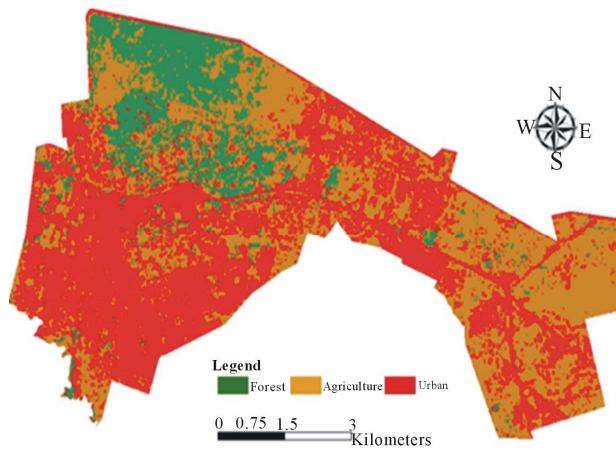 N
W E
S
Legend
Forest Agriculture Urban
0 0.75 1.5 3
Kilometers